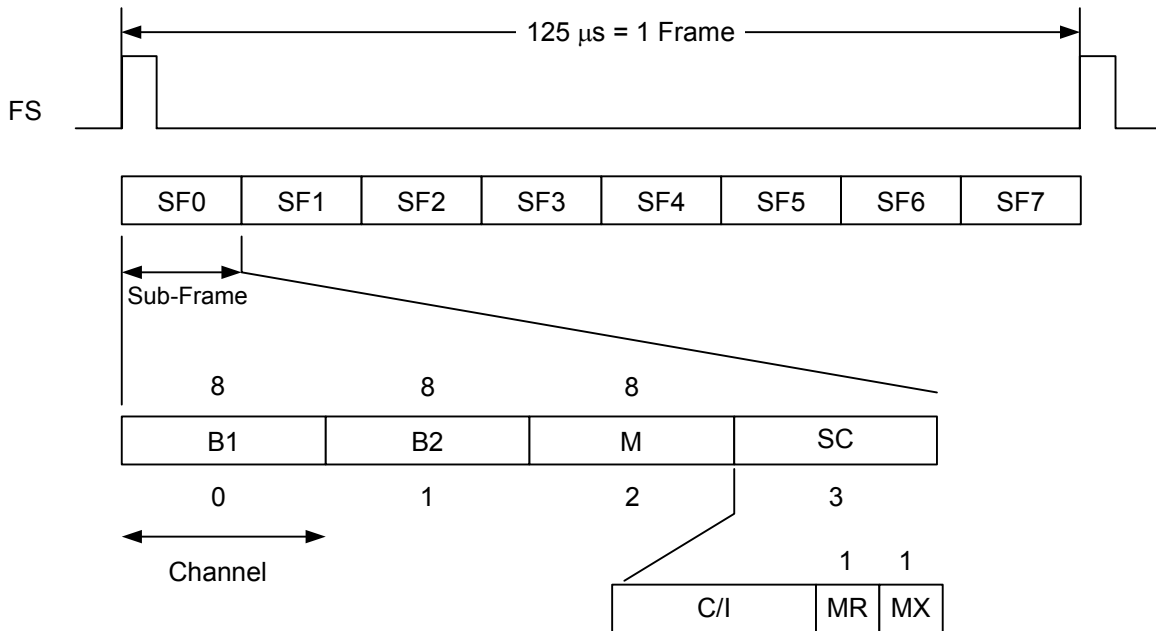 125 μs = 1 Frame
FS
SF0 SF1 SF2 SF3 SF4 SF5 SF6 SF7
Sub-Frame
8 8 8
B1 B2 M SC
0 1 2 3
Channel
1 1
C/I MR MX